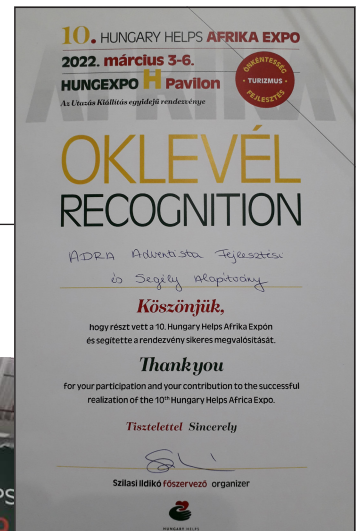 10. HUNGARY HELPS AFRIKA EXPO
2022. március 3-6.
HUNGEXPO H Pavilon
Az Utazás Kiállítás egyidejű rendezvénye
ÖNKÉNTESSÉG
• TURIZMUS •
FEJLESZTÉS
AFRIKA
OKLEVÉL
RECOGNITION
ADRA Adventista Fejlesztési
és Segély Alapítvány
Köszönjük,
hogy részt vett a 10. Hungary Helps Afrika Expón
és segítette a rendezvény sikeres megvalósítását.
Thank you
for your participation and your contribution to the successful
realization of the 10th Hungary Helps Africa Expo.
Tisztelettel Sincerely
Szilasi Ildikó főszervező organizer
HUNGARY HELPS